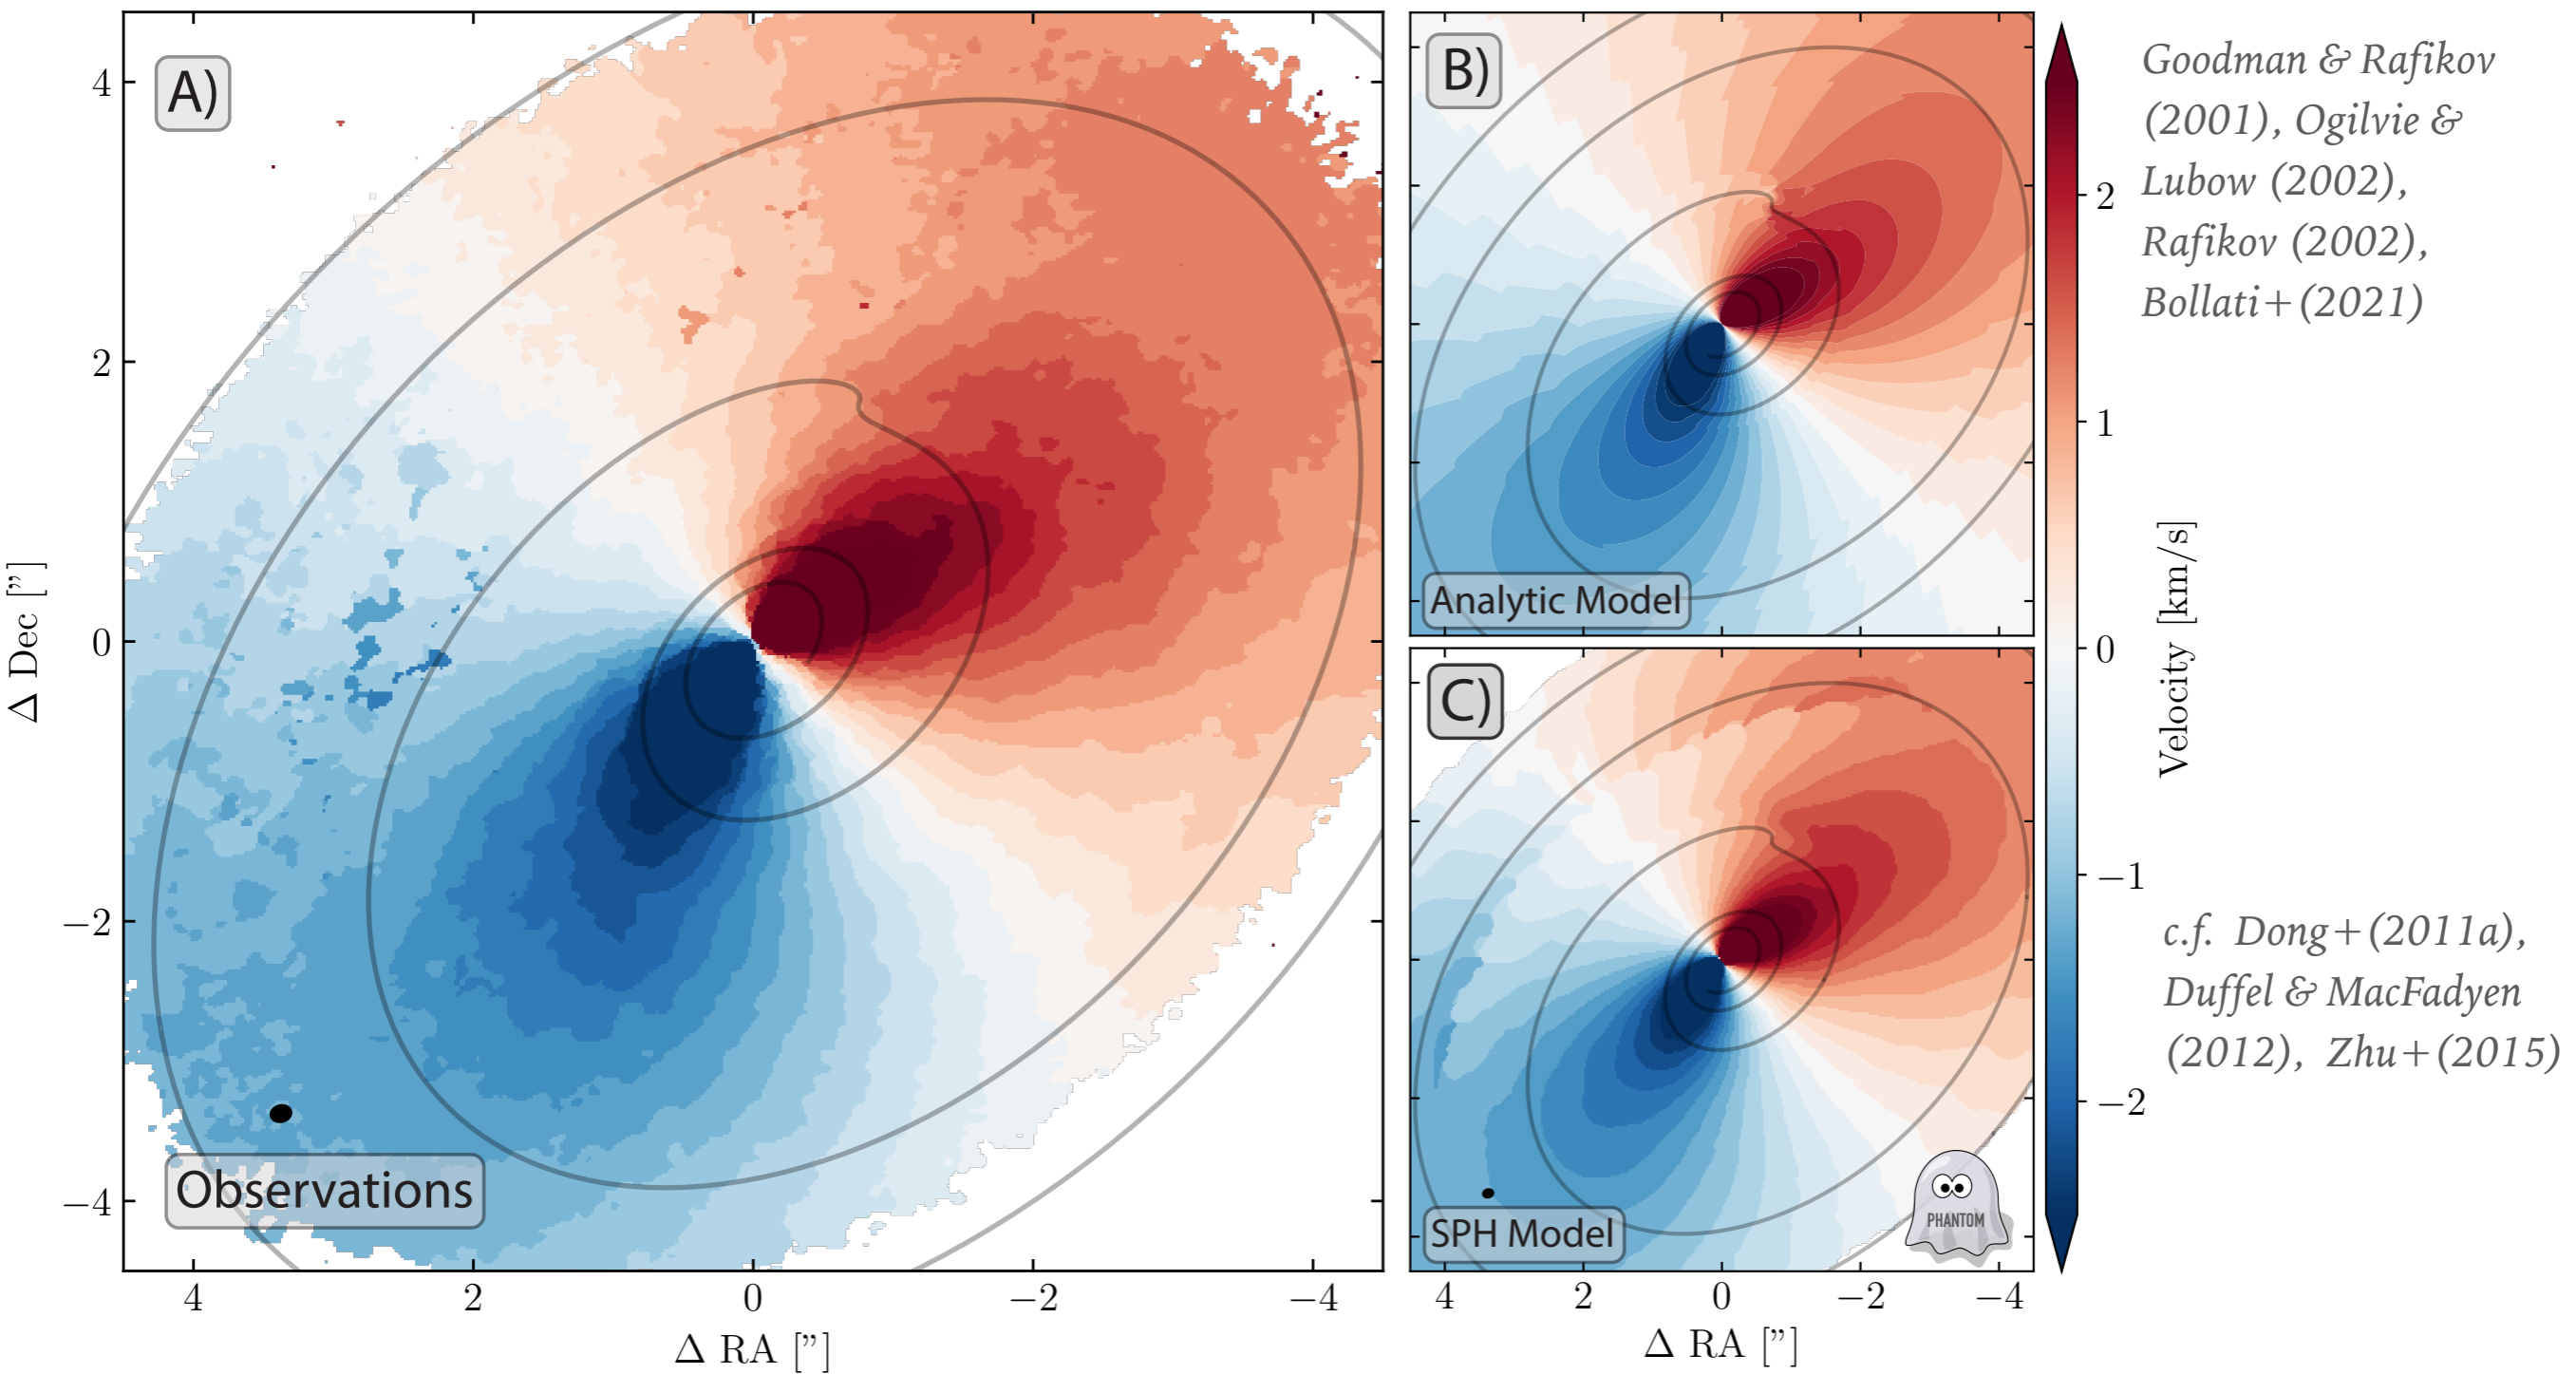 A)
4
2
0
−2
−4
Δ Dec [”]
Observations
4
2
0
−2
−4
Δ RA [”]
B)
Analytic Model
C)
SPH Model
PHANTOM
4
2
0
−2
−4
Δ RA [”]
2
1
0
−1
−2
Velocity [km/s]
Goodman & Rafikov
(2001), Ogilvie &
Lubow (2002),
Rafikov (2002),
Bollati+(2021)
c.f. Dong+(2011a),
Duffel & MacFadyen
(2012), Zhu+(2015)